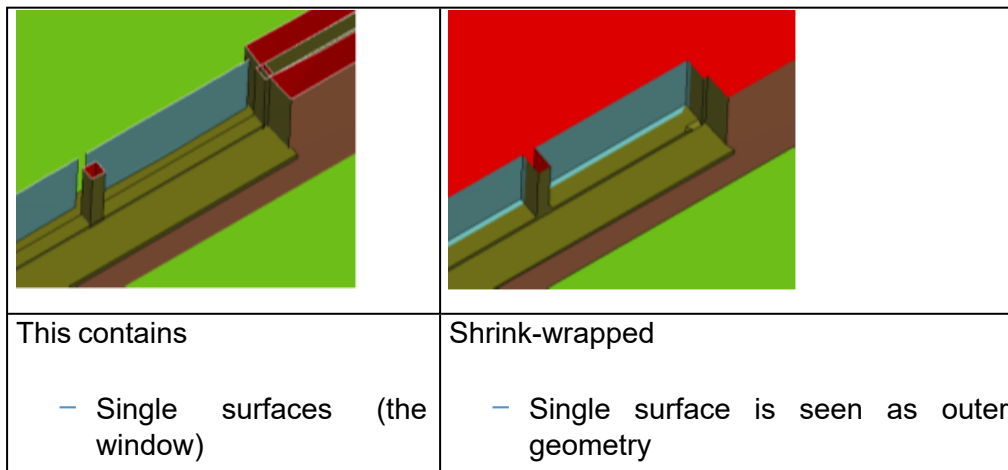 This contains
– Single surfaces (the
window)
Shrink-wrapped
– Single surface is seen as outer
geometry